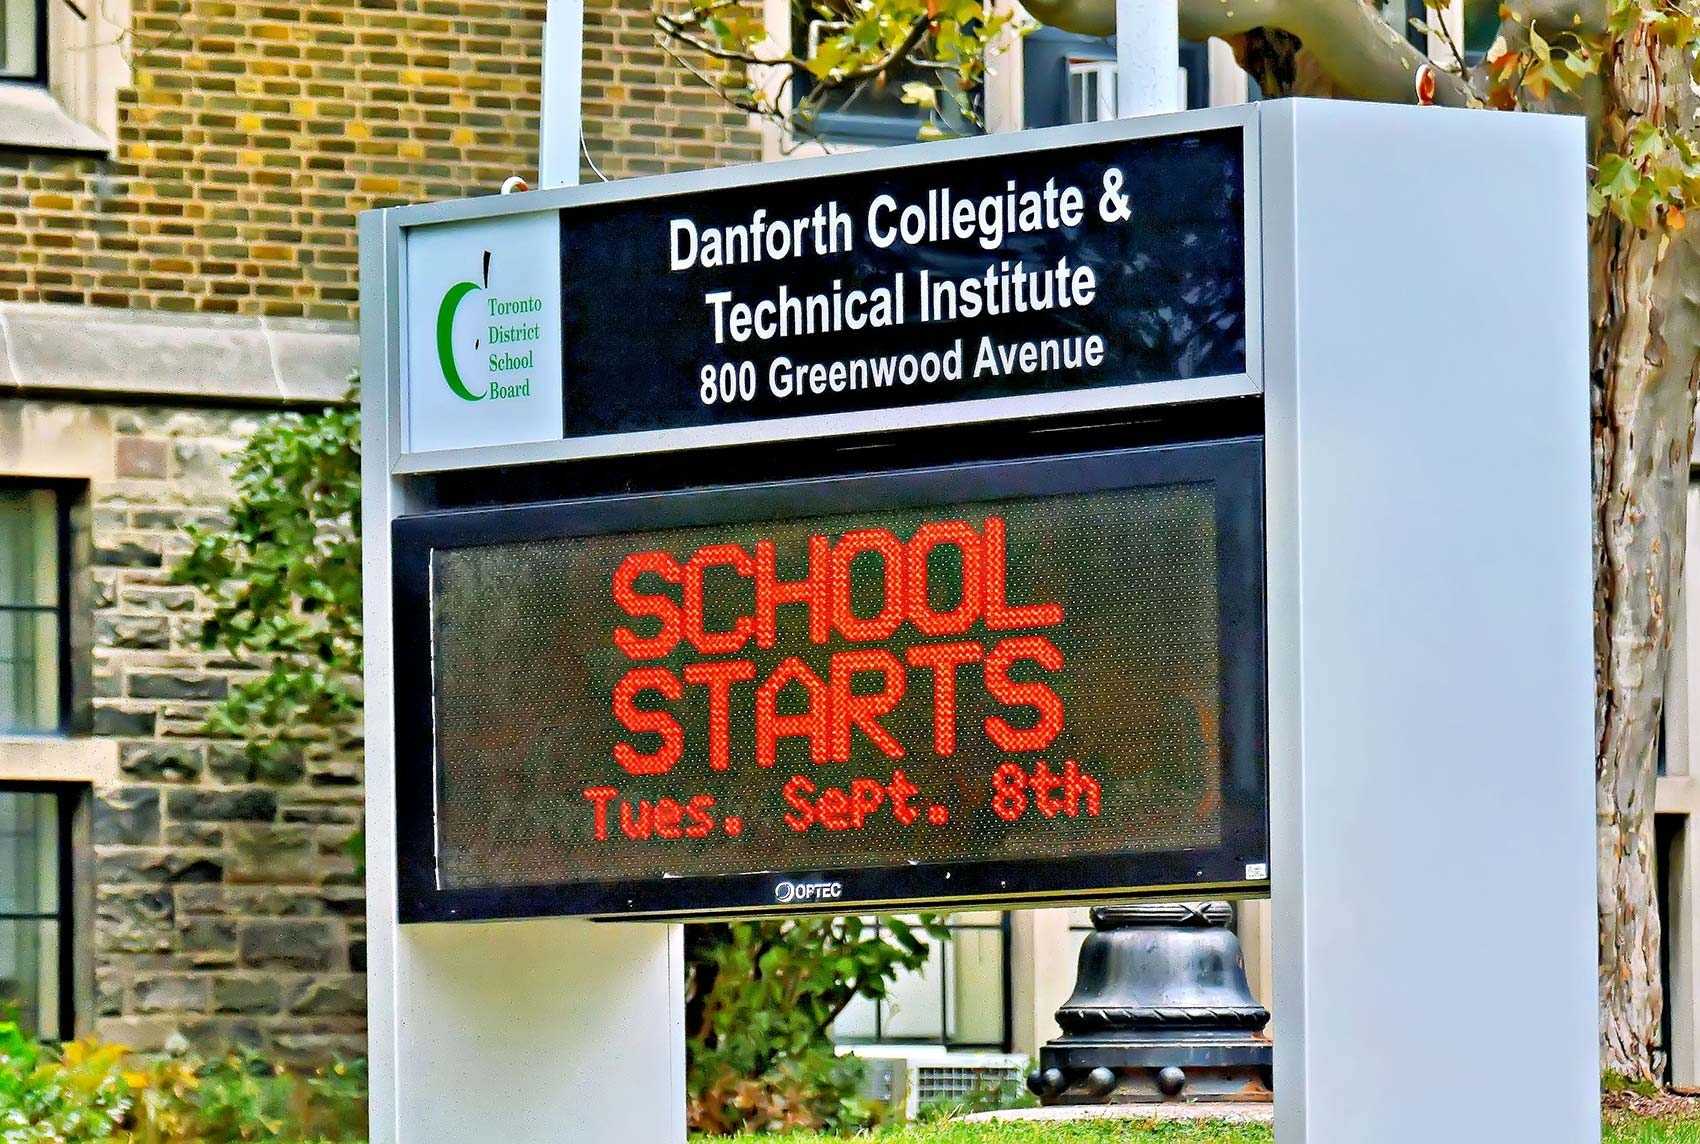 Toronto
District
School
Board
Danforth Collegiate &
Technical Institute
800 Greenwood Avenue
SCHOOL
STARTS
Tues. Sept. 8th
OPTEC